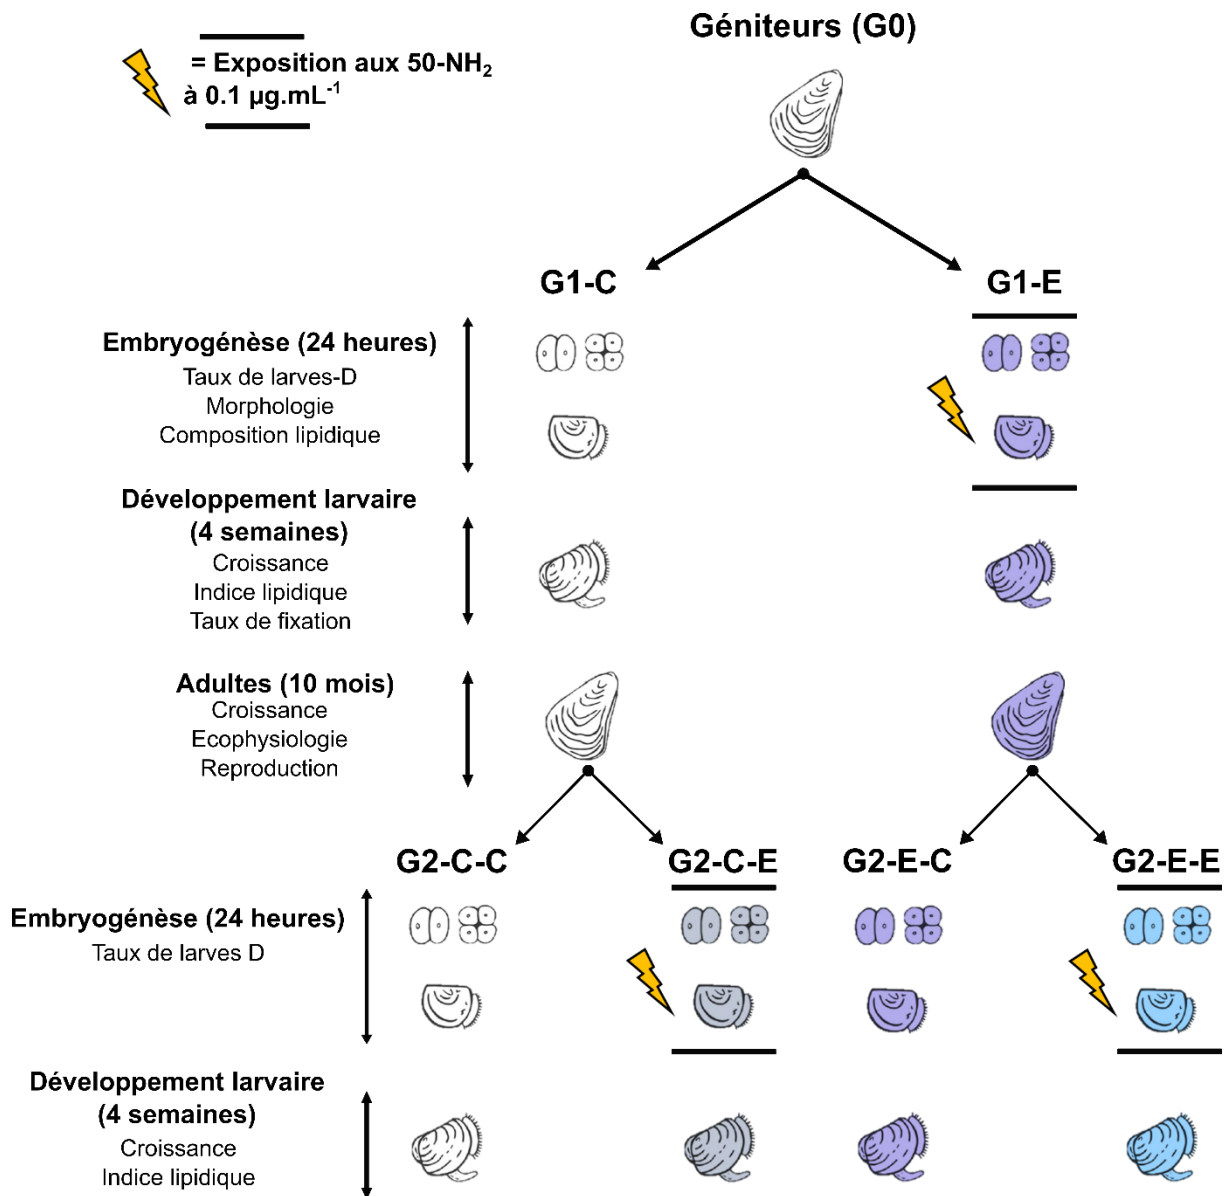 Géniteurs (G0)
= Exposition aux 50-NH₂
à 0.1 µg.mL⁻¹
G1-C
G1-E
Embryogénèse (24 heures)
Taux de larves-D
Morphologie
Composition lipidique
Développement larvaire
(4 semaines)
Croissance
Indice lipidique
Taux de fixation
Adultes (10 mois)
Croissance
Ecophysiologie
Reproduction
G2-C-C
G2-C-E
G2-E-C
G2-E-E
Embryogénèse (24 heures)
Taux de larves D
Développement larvaire
(4 semaines)
Croissance
Indice lipidique